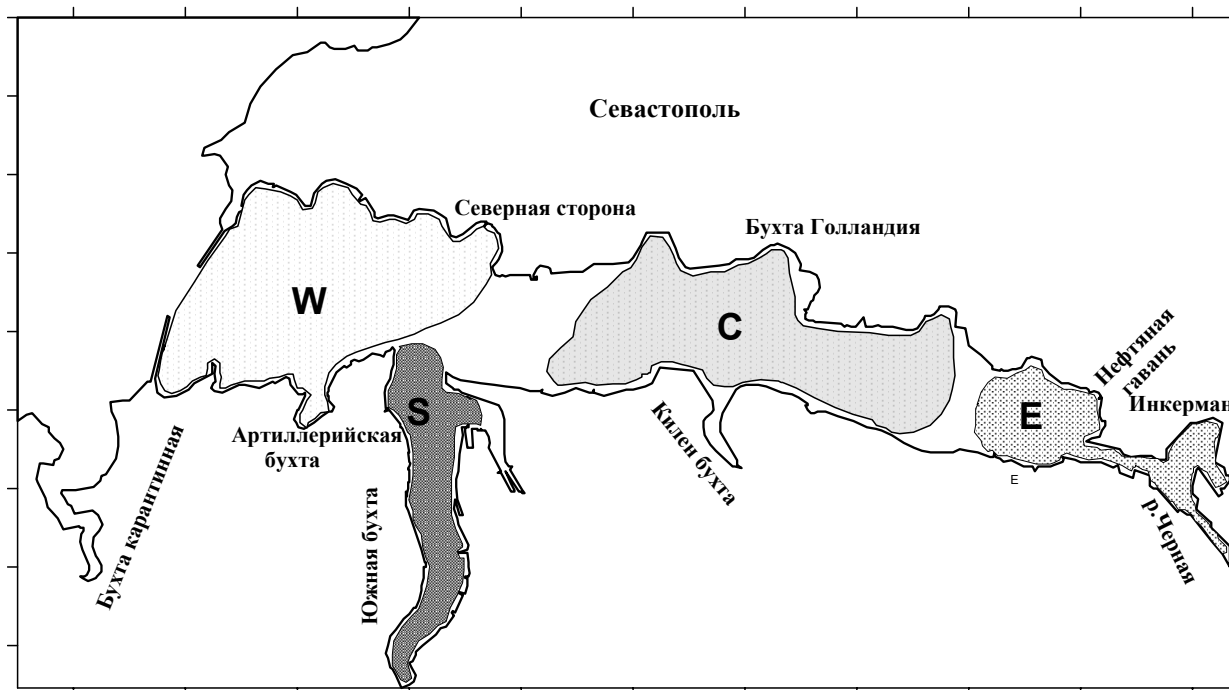 Севастополь
Северная сторона
Бухта Голландия
W
C
Нефтяная
гавань
Инкерман
S
E
Артиллерийская
бухта
Килен бухта
E
р.Черная
Бухта карантинная
Южная бухта